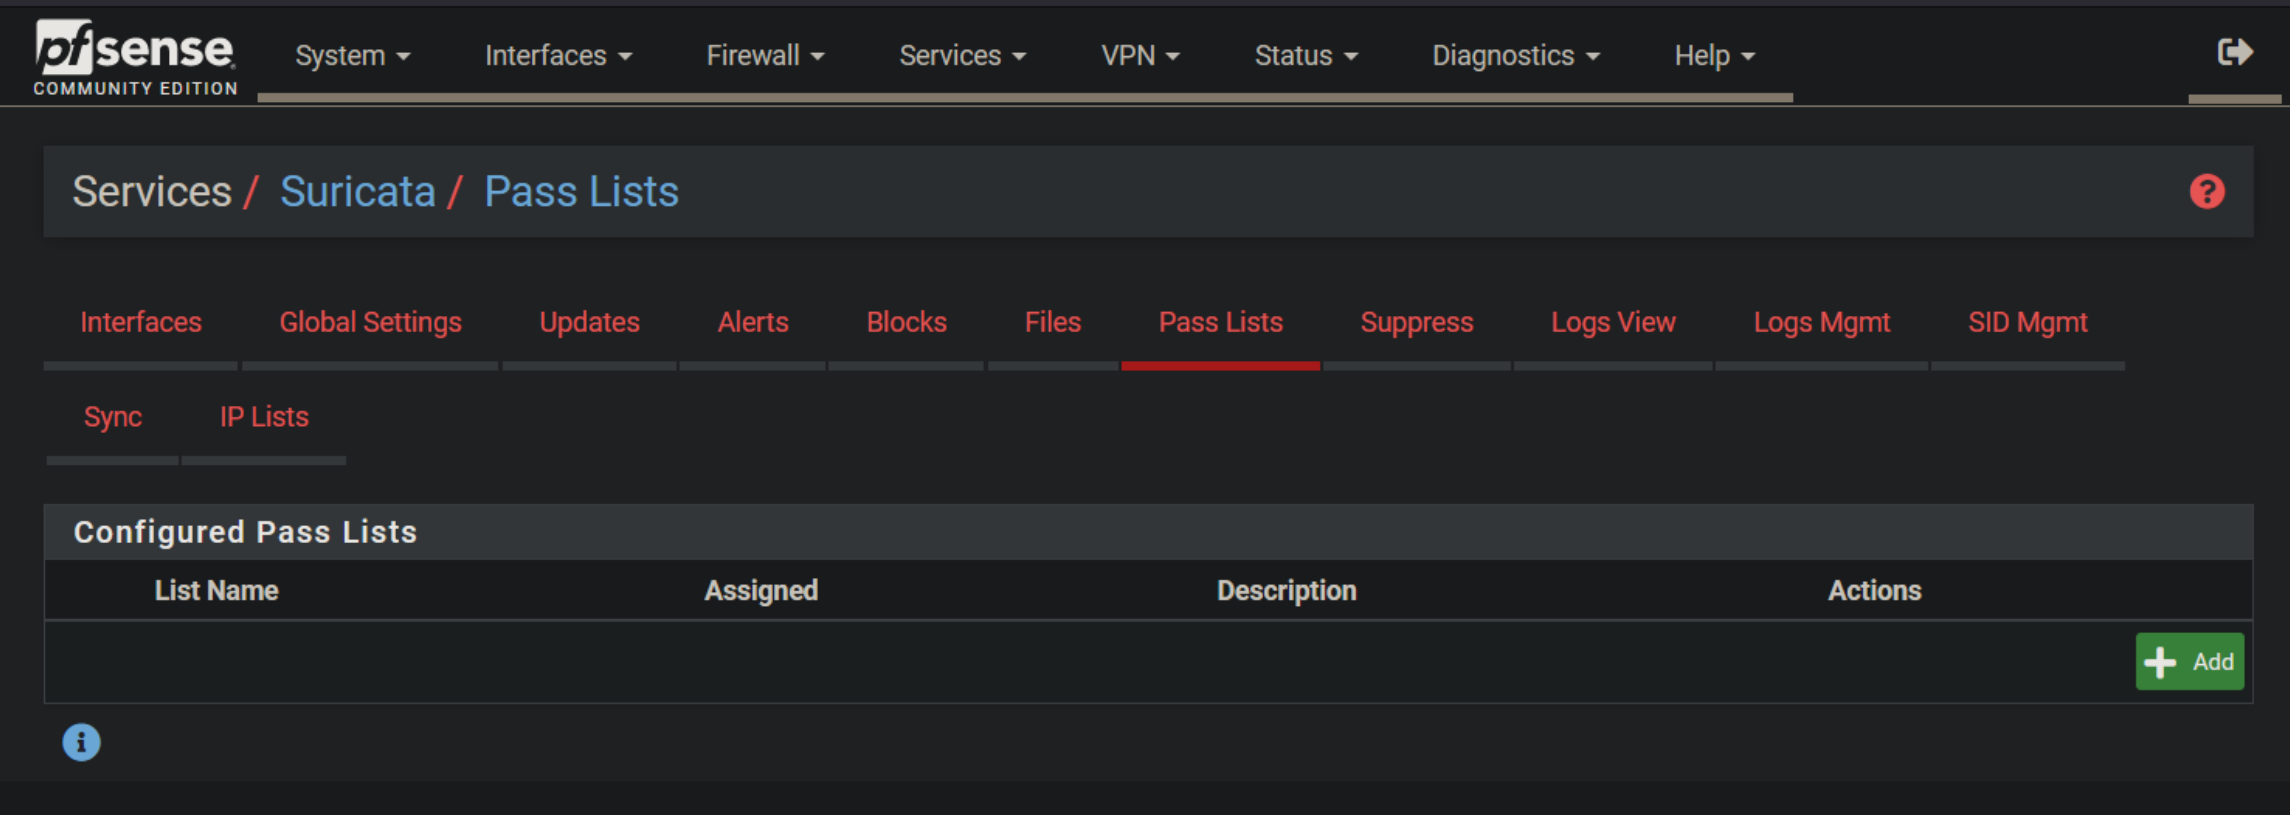 pfsense
COMMUNITY EDITION
System Interfaces Firewall Services VPN Status Diagnostics Help
Services / Suricata / Pass Lists
Interfaces Global Settings Updates Alerts Blocks Files Pass Lists Suppress Logs View Logs Mgmt SID Mgmt
Sync IP Lists
Configured Pass Lists
List Name Assigned Description Actions
Add